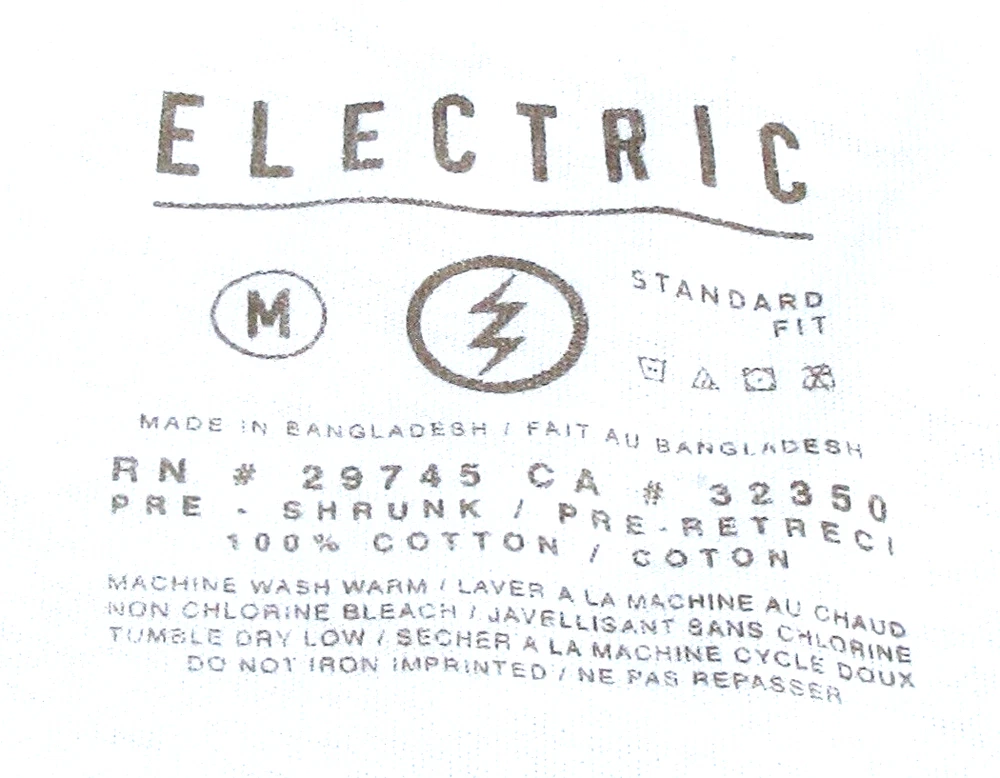 ELECTRIC
M
STANDARD
FIT
MADE IN BANGLADESH / FAIT AU BANGLADESH
RN # 29745 CA # 32350
PRE - SHRUNK / PRE-RETRECI
100% COTTON / COTON
MACHINE WASH WARM / LAVER A LA MACHINE AU CHAUD
NON CHLORINE BLEACH / JAVELLISANT SANS CHLORINE
TUMBLE DRY LOW / SECHER A LA MACHINE CYCLE DOUX
DO NOT IRON IMPRINTED / NE PAS REPASSER